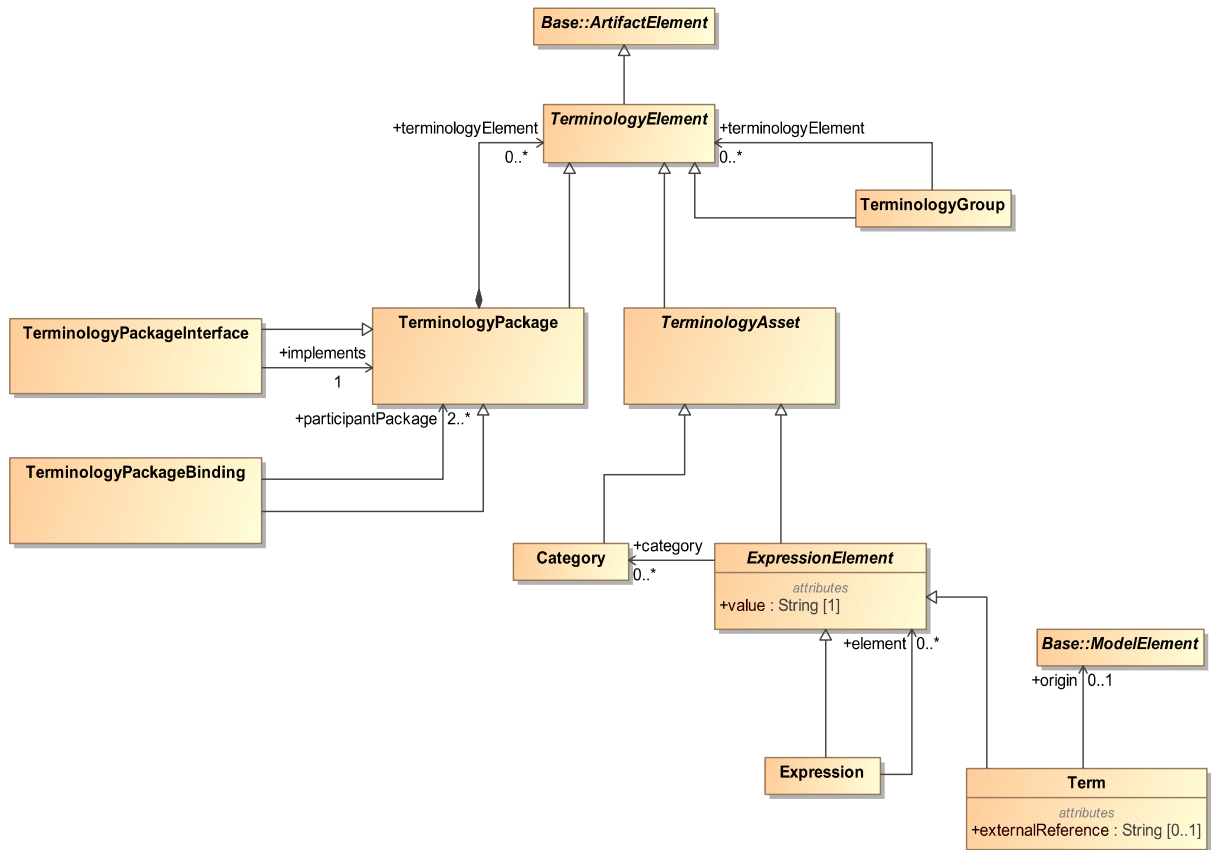 Base::ArtifactElement
TerminologyElement
+terminologyElement
0..*
+terminologyElement
0..*
TerminologyGroup
TerminologyPackageInterface
+implements
1
TerminologyPackage
TerminologyAsset
+participantPackage
2..*
TerminologyPackageBinding
Category
+category
0..*
ExpressionElement
attributes
+value : String [1]
+element
0..*
Base::ModelElement
+origin
0..1
Expression
Term
attributes
+externalReference : String [0..1]